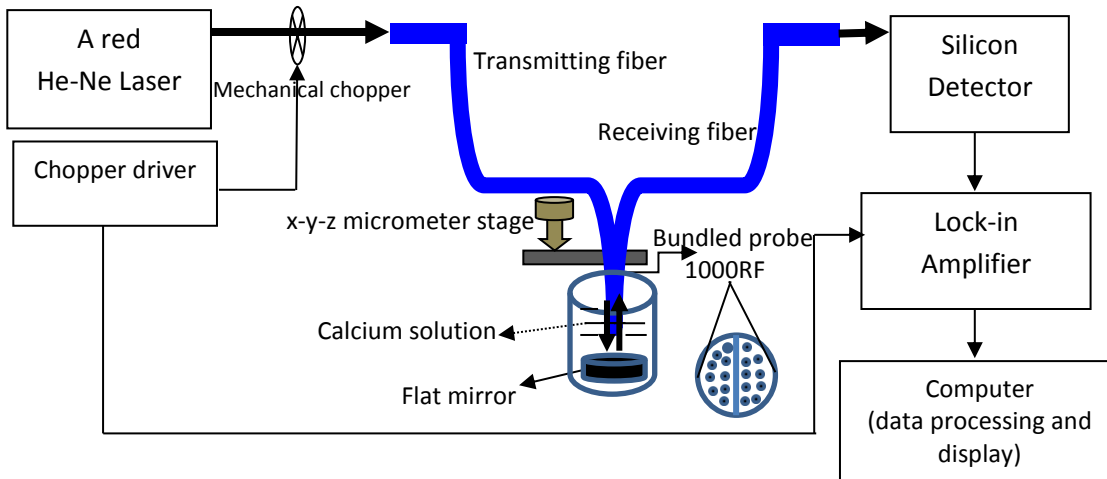 A red
He-Ne Laser
Mechanical chopper
Transmitting fiber
Receiving fiber
Silicon
Detector
Chopper driver
x-y-z micrometer stage
Bundled probe
1000RF
Lock-in
Amplifier
Calcium solution
Flat mirror
Computer
(data processing and
display)